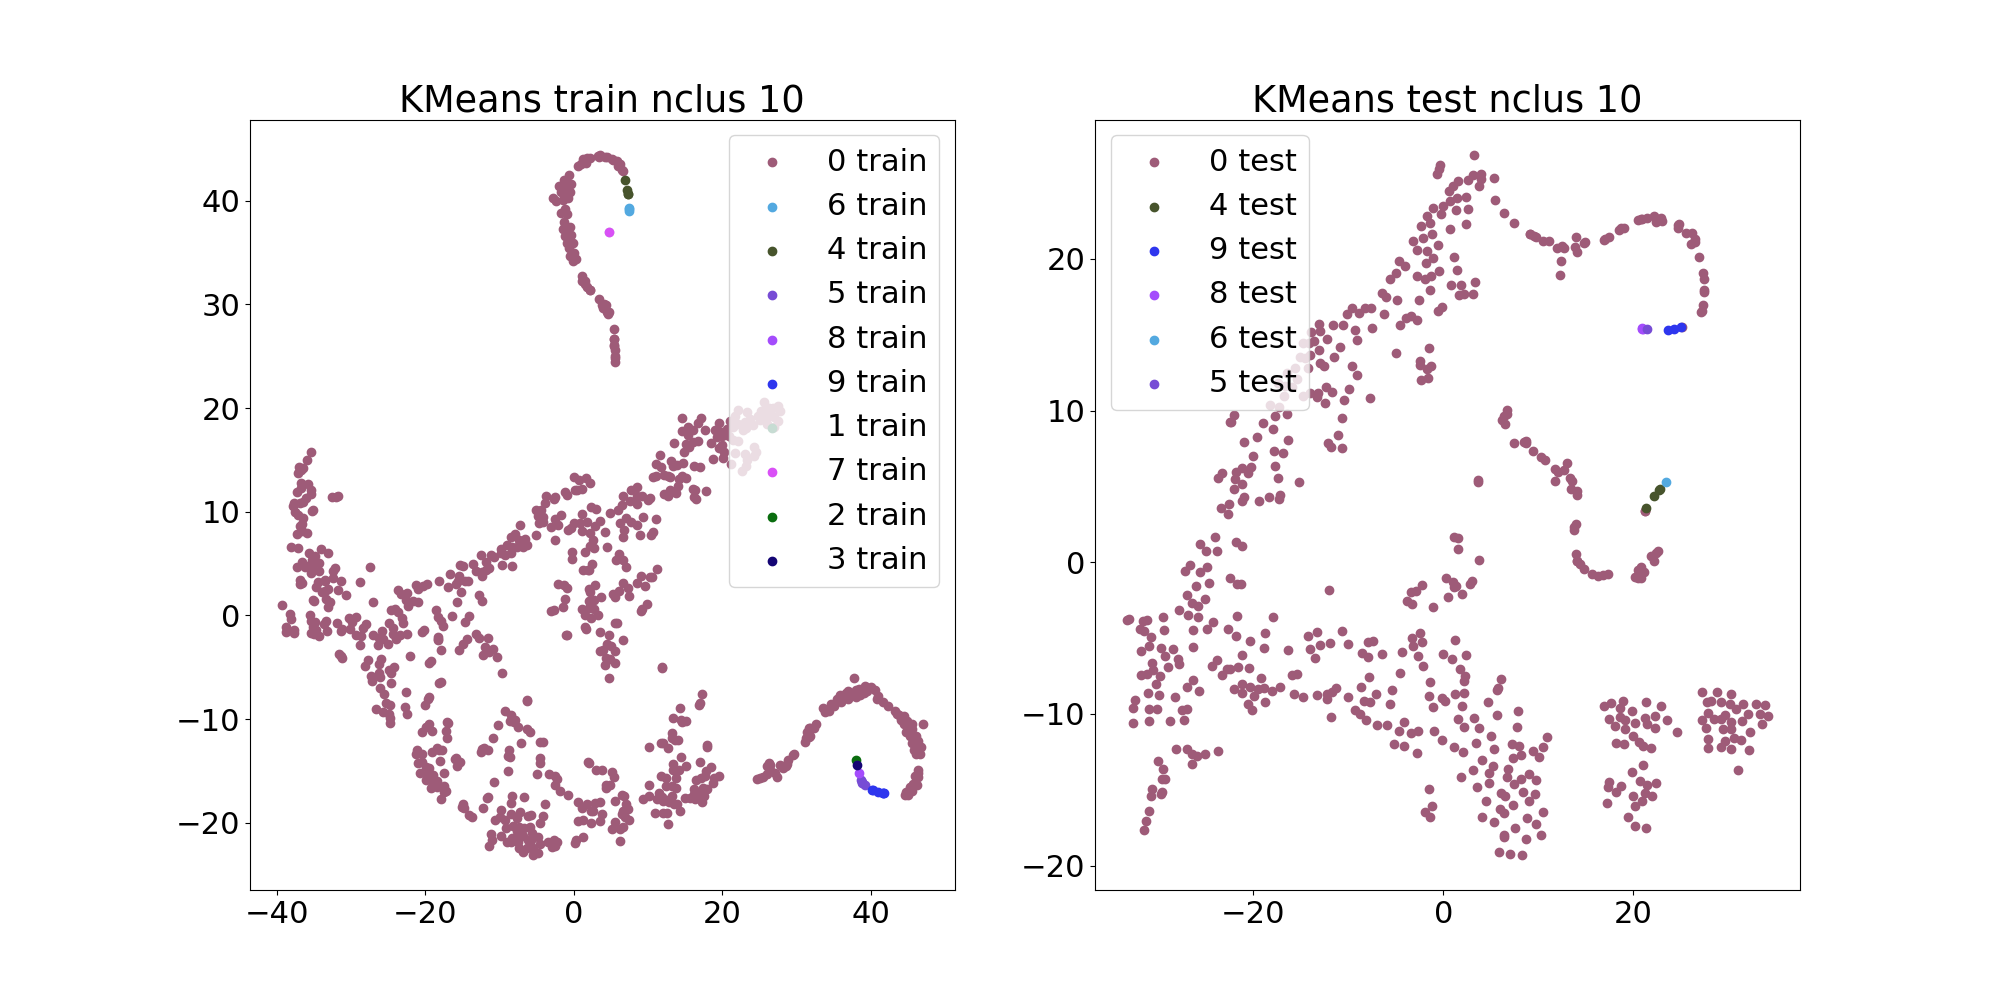 KMeans train nclus 10
40
30
20
10
0
−10
−20
−40
−20
0
20
40
0 train
6 train
4 train
5 train
8 train
9 train
1 train
7 train
2 train
3 train
KMeans test nclus 10
20
10
0
−10
−20
−20
0
20
0 test
4 test
9 test
8 test
6 test
5 test